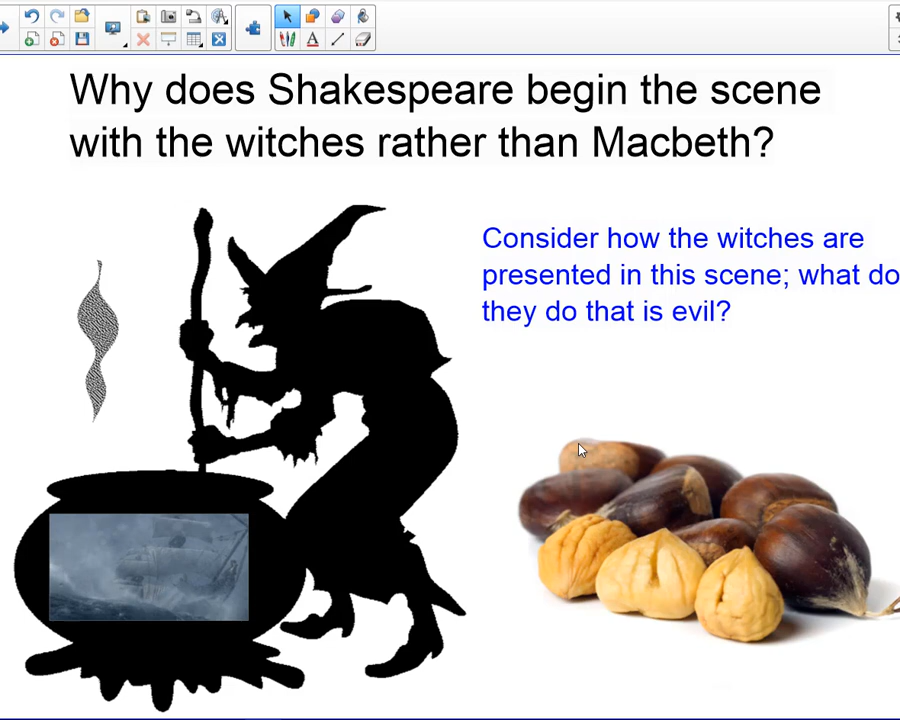 Why does Shakespeare begin the scene
with the witches rather than Macbeth?
Consider how the witches are
presented in this scene; what do
they do that is evil?